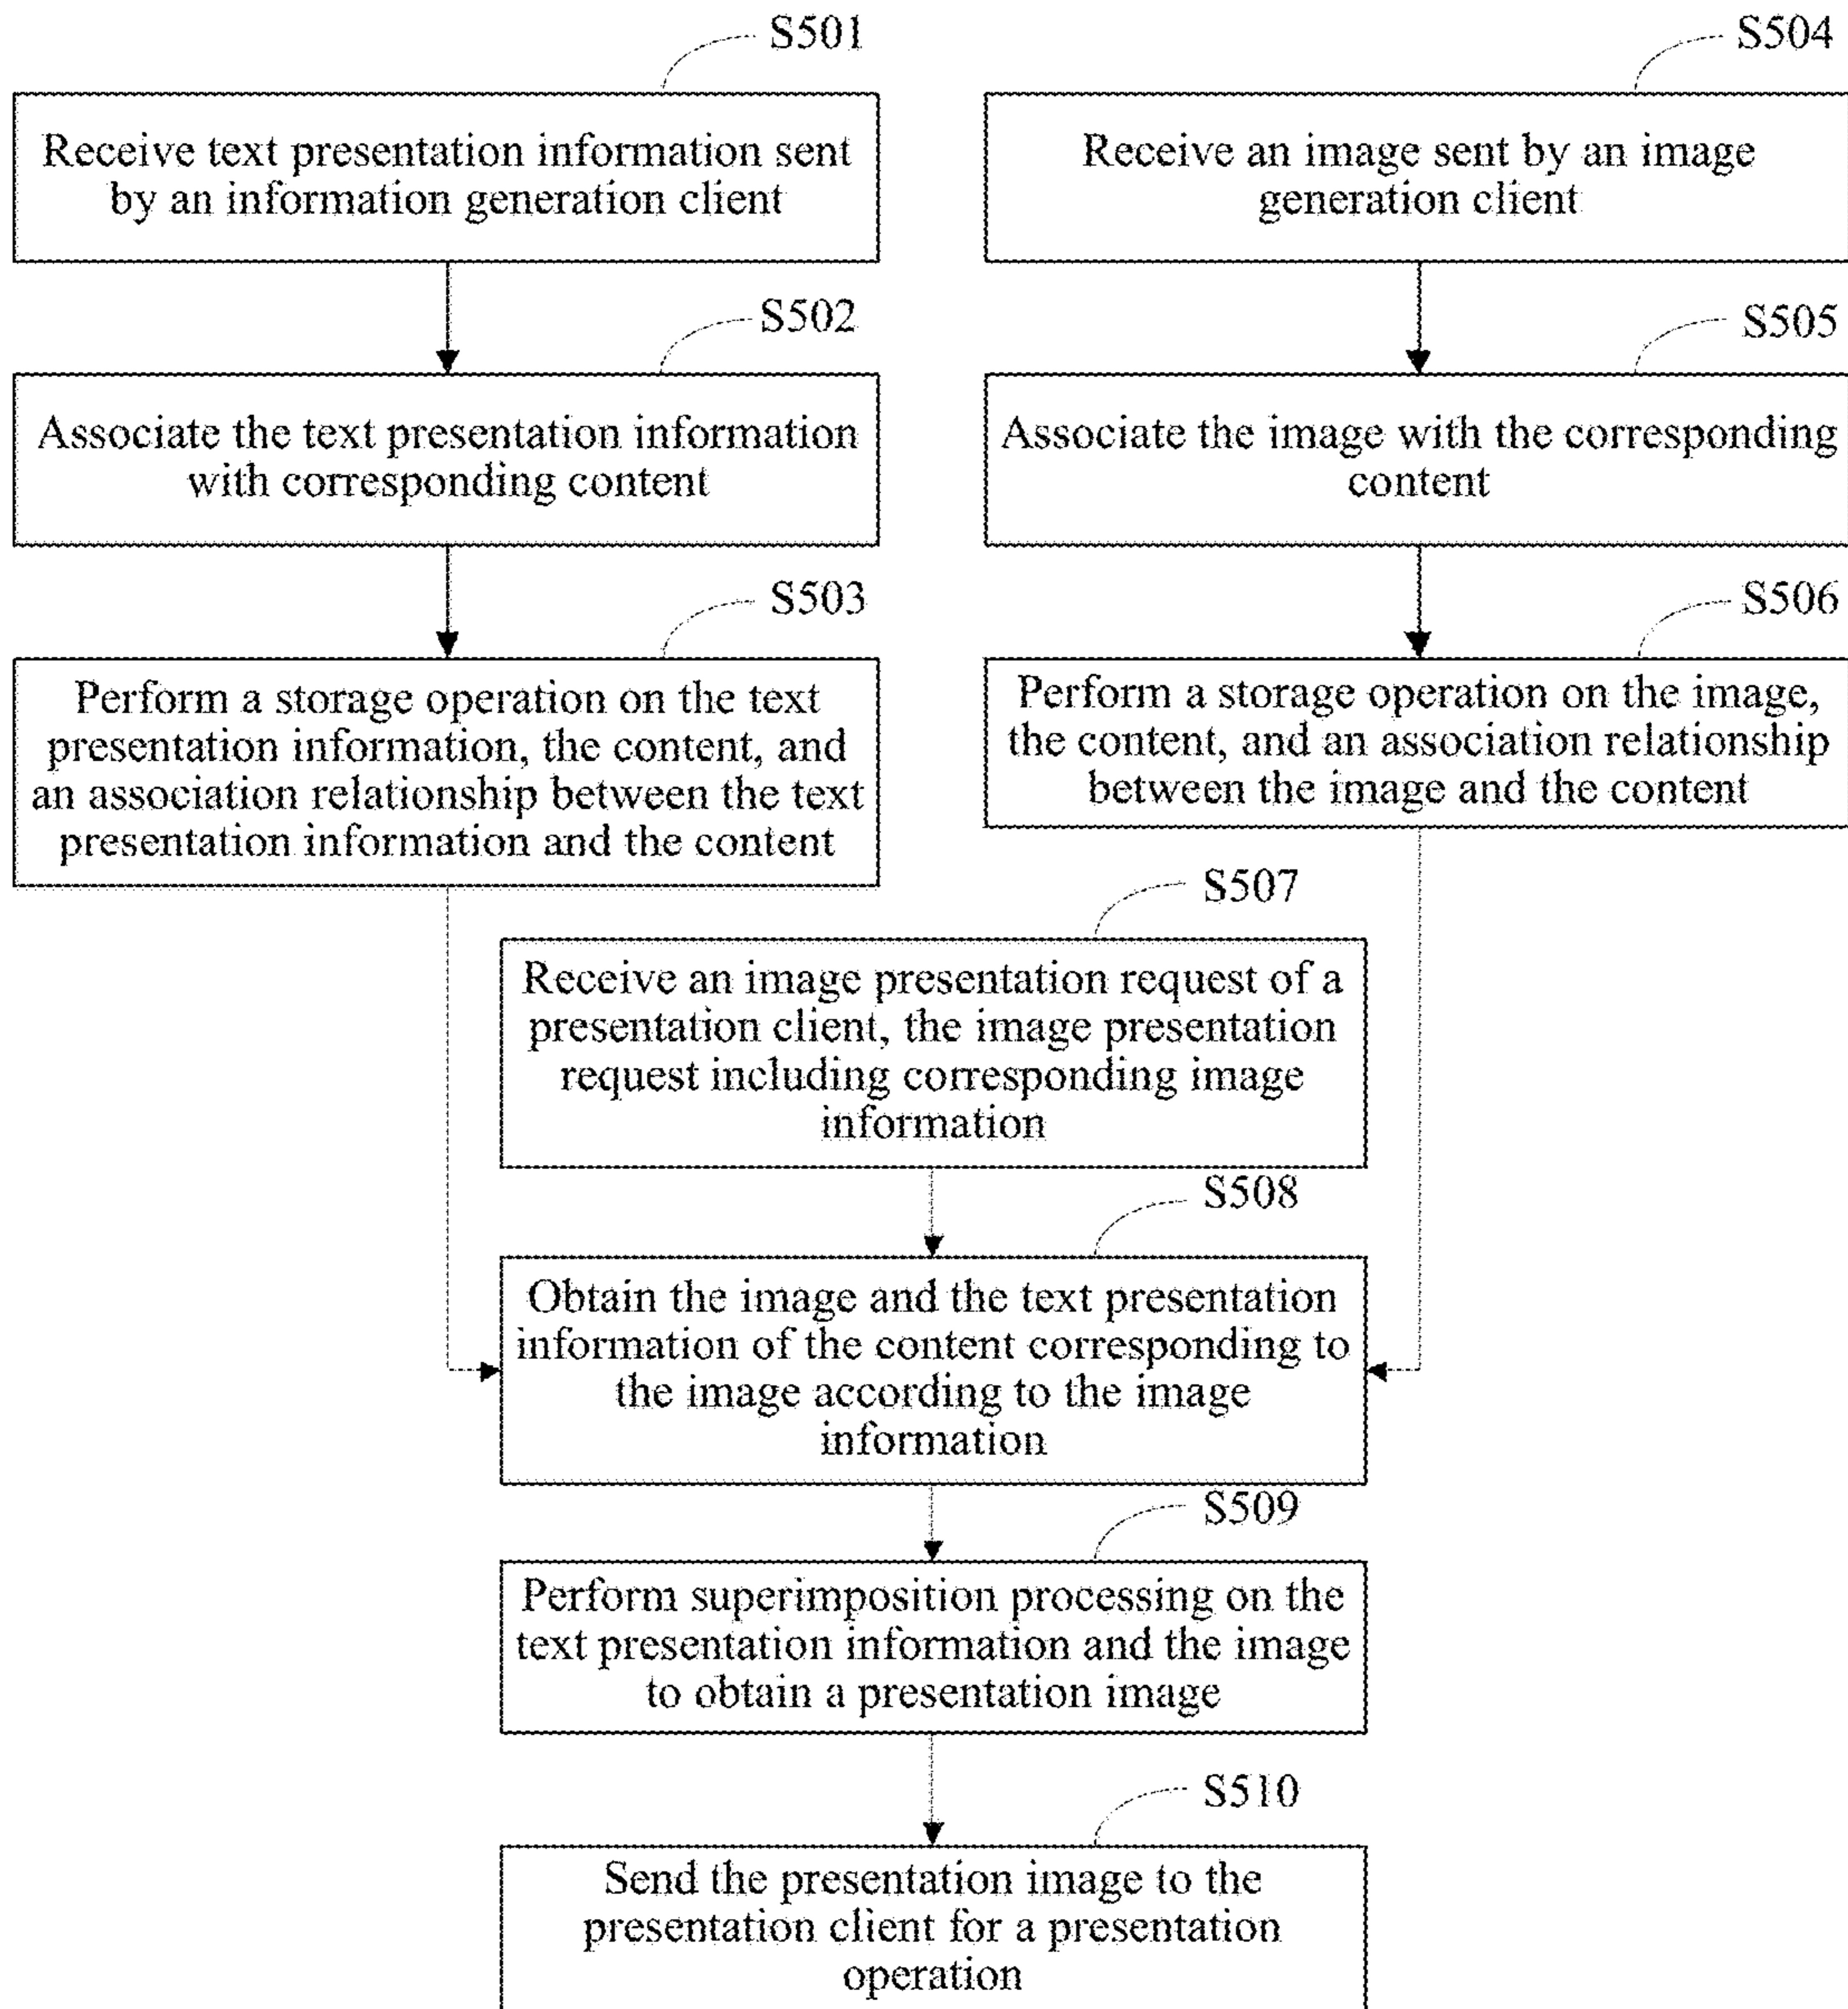 S501
Receive text presentation information sent
by an information generation client
S502
Associate the text presentation information
with corresponding content
S503
Perform a storage operation on the text
presentation information, the content, and
an association relationship between the text
presentation information and the content
S504
Receive an image sent by an image
generation client
S505
Associate the image with the corresponding
content
S506
Perform a storage operation on the image,
the content, and an association relationship
between the image and the content
S507
Receive an image presentation request of a
presentation client, the image presentation
request including corresponding image
information
S508
Obtain the image and the text presentation
information of the content corresponding to
the image according to the image
information
S509
Perform superimposition processing on the
text presentation information and the image
to obtain a presentation image
S510
Send the presentation image to the
presentation client for a presentation
operation